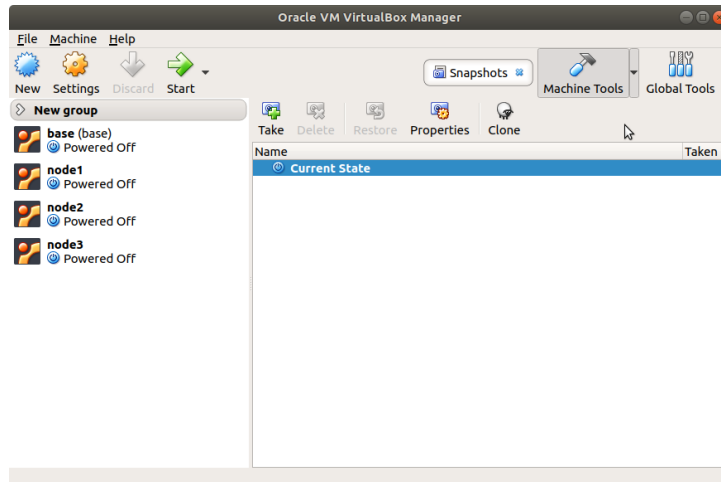 Oracle VM VirtualBox Manager
File Machine Help
New Settings Discard Start Snapshots Machine Tools Global Tools
New group
Take Delete Restore Properties Clone
base (base)
Powered Off
Name Taken
Current State
node1
Powered Off
node2
Powered Off
node3
Powered Off